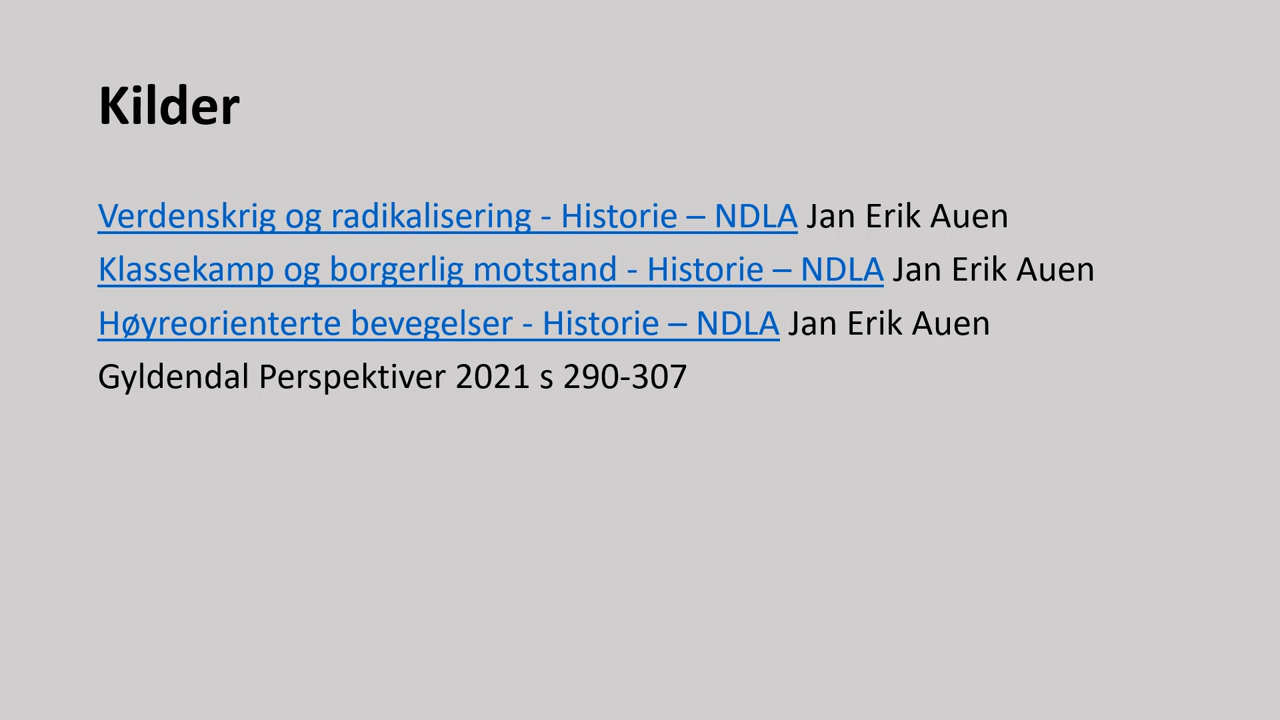 Kilder
Verdenskrig og radikalisering - Historie – NDLA Jan Erik Auen
Klassekamp og borgerlig motstand - Historie – NDLA Jan Erik Auen
Høyreorienterte bevegelser - Historie – NDLA Jan Erik Auen
Gyldendal Perspektiver 2021 s 290-307